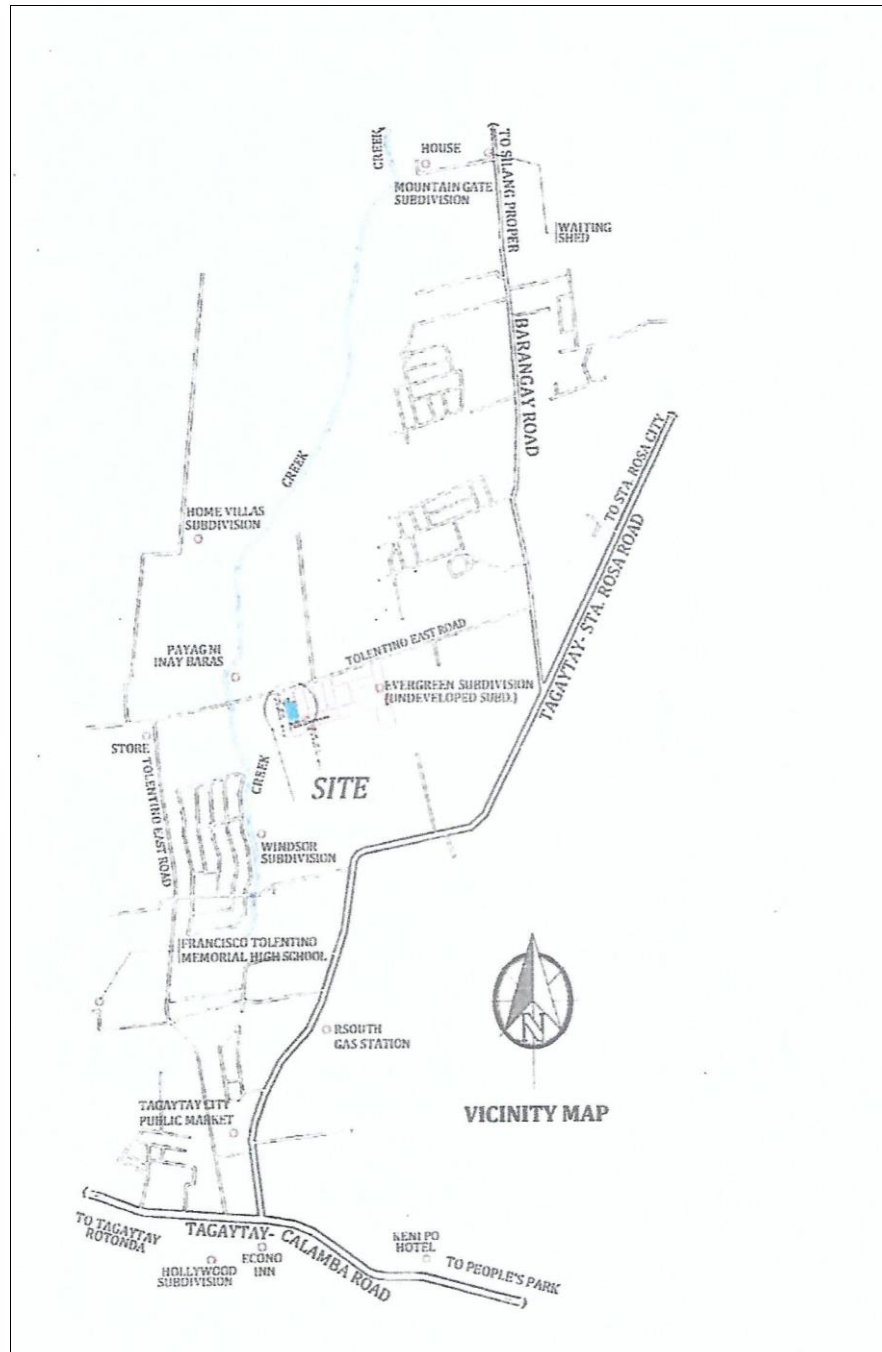 CREEK
HOUSE
MOUNTAIN GATE
SUBDIVISION
TO SILANG PROPER
WAITING
SHED
BARANGAY ROAD
CREEK
TO STA. ROSA CITY
TAGAYTAY- STA. ROSA ROAD
HOME VILLAS
SUBDIVISION
TOLENTINO EAST ROAD
PAYAG NI
INAY BARAS
EVERGREEN SUBDIVISION
(UNDEVELOPED SUBD.)
STORE
CREEK
SITE
TOLENTINO EAST ROAD
WINDSOR
SUBDIVISION
FRANCISCO TOLENTINO
MEMORIAL HIGH SCHOOL
N
RSOUTH
GAS STATION
TAGAYTAY CITY
PUBLIC MARKET
VICINITY MAP
TO TAGAYTAY
ROTONDA
TAGAYTAY- CALAMBA ROAD
KENI PO
HOTEL
ECONO
INN
HOLLYWOOD
SUBDIVISION
TO PEOPLE'S PARK